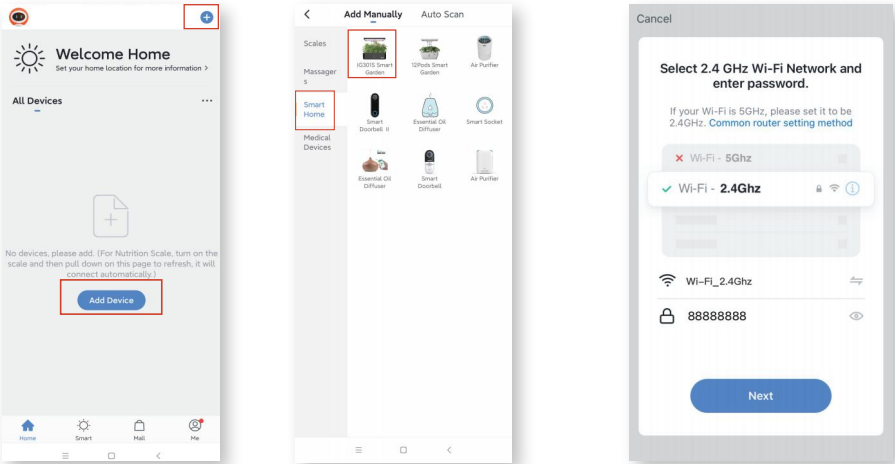 Welcome Home
Set your home location for more information >
All Devices
No devices, please add. (For Nutrition Scale, turn on the
scale and then pull down on this page to refresh, it will
connect automatically.)
Add Device
Home
Smart
Mall
Me
Add Manually
Auto Scan
Scales
Massager
s
Smart
Home
Medical
Devices
IG301S Smart
Garden
12Pods Smart
Garden
Air Purifier
Smart
Doorbell II
Essential Oil
Diffuser
Smart Socket
Essential Oil
Diffuser
Smart
Doorbell
Air Purifier
Cancel
Select 2.4 GHz Wi-Fi Network and
enter password.
If your Wi-Fi is 5GHz, please set it to be
2.4GHz. Common router setting method
Wi-Fi - 5Ghz
Wi-Fi - 2.4Ghz
Wi-Fi_2.4Ghz
88888888
Next